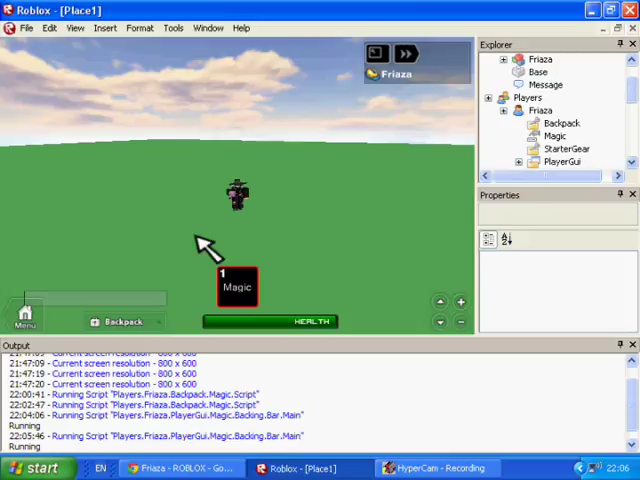 Roblox - [Place1]
File Edit View Insert Format Tools Window Help
Friaza
Explorer
Friaza
Base
Message
Players
Friaza
Backpack
Magic
StarterGear
PlayerGui
Properties
1
Magic
Menu
Backpack
HEALTH
Output
21:47:19 - Current screen resolution - 800 x 600
21:47:19 - Current screen resolution - 800 x 600
21:47:20 - Current screen resolution - 800 x 600
22:00:41 - Running Script "Players.Friaza.Backpack.Magic.Script"
22:02:47 - Running Script "Players.Friaza.Backpack.Magic.Script"
22:04:06 - Running Script "Players.Friaza.PlayerGui.Magic.Backing.Bar.Main"
Running
22:05:46 - Running Script "Players.Friaza.PlayerGui.Magic.Backing.Bar.Main"
Running
start
EN
Friaza - ROBLOX - Go...
Roblox - [Place1]
HyperCam - Recording
22:06